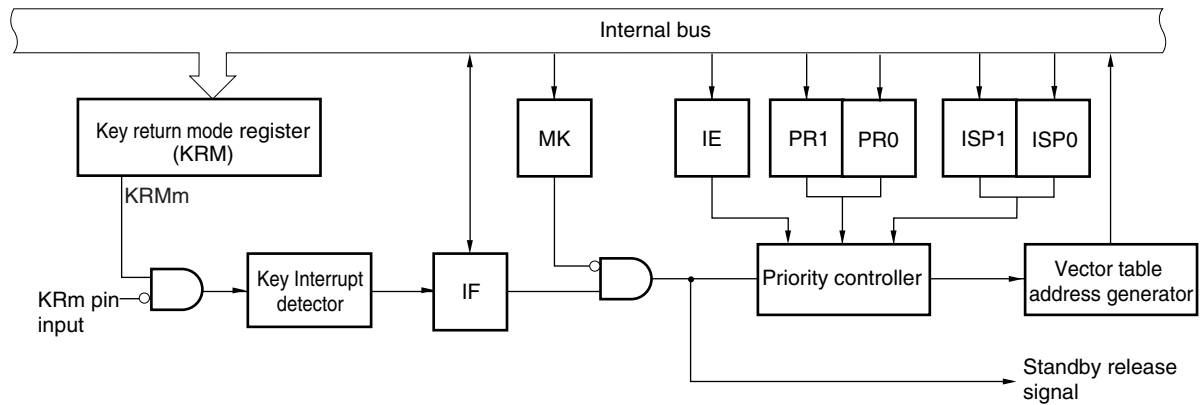 Internal bus
Key return mode register
(KRM)
MK
IE
PR1
PR0
ISP1
ISP0
KRMm
Key Interrupt
detector
IF
Priority controller
Vector table
address generator
KRm pin
input
Standby release
signal